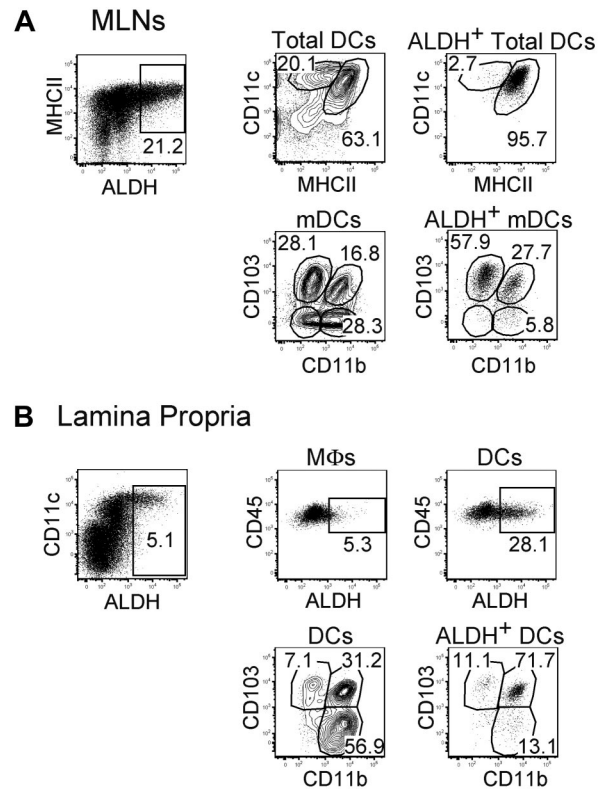 A MLNs
Total DCs ALDH+ Total DCs
20.1 2.7
MHCII CD11c CD11c
21.2 63.1 95.7
ALDH MHCII MHCII
mDCs ALDH+ mDCs
28.1 16.8 57.9 27.7
CD103 CD103
28.3 5.8
CD11b CD11b
B Lamina Propria
MΦs DCs
CD11c CD45 CD45
5.1 5.3 28.1
ALDH ALDH ALDH
DCs ALDH+ DCs
7.1 31.2 11.1 71.7
CD103 CD103
56.9 13.1
CD11b CD11b